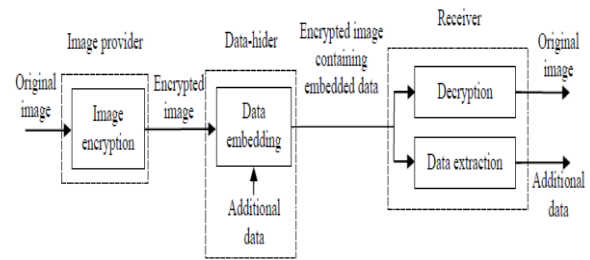 Image provider
Data-hider
Encrypted image
containing
embedded data
Receiver
Original
image
Original
image
Image
encryption
Encrypted
image
Data
embedding
Additional
data
Decryption
Data extraction
Additional
data